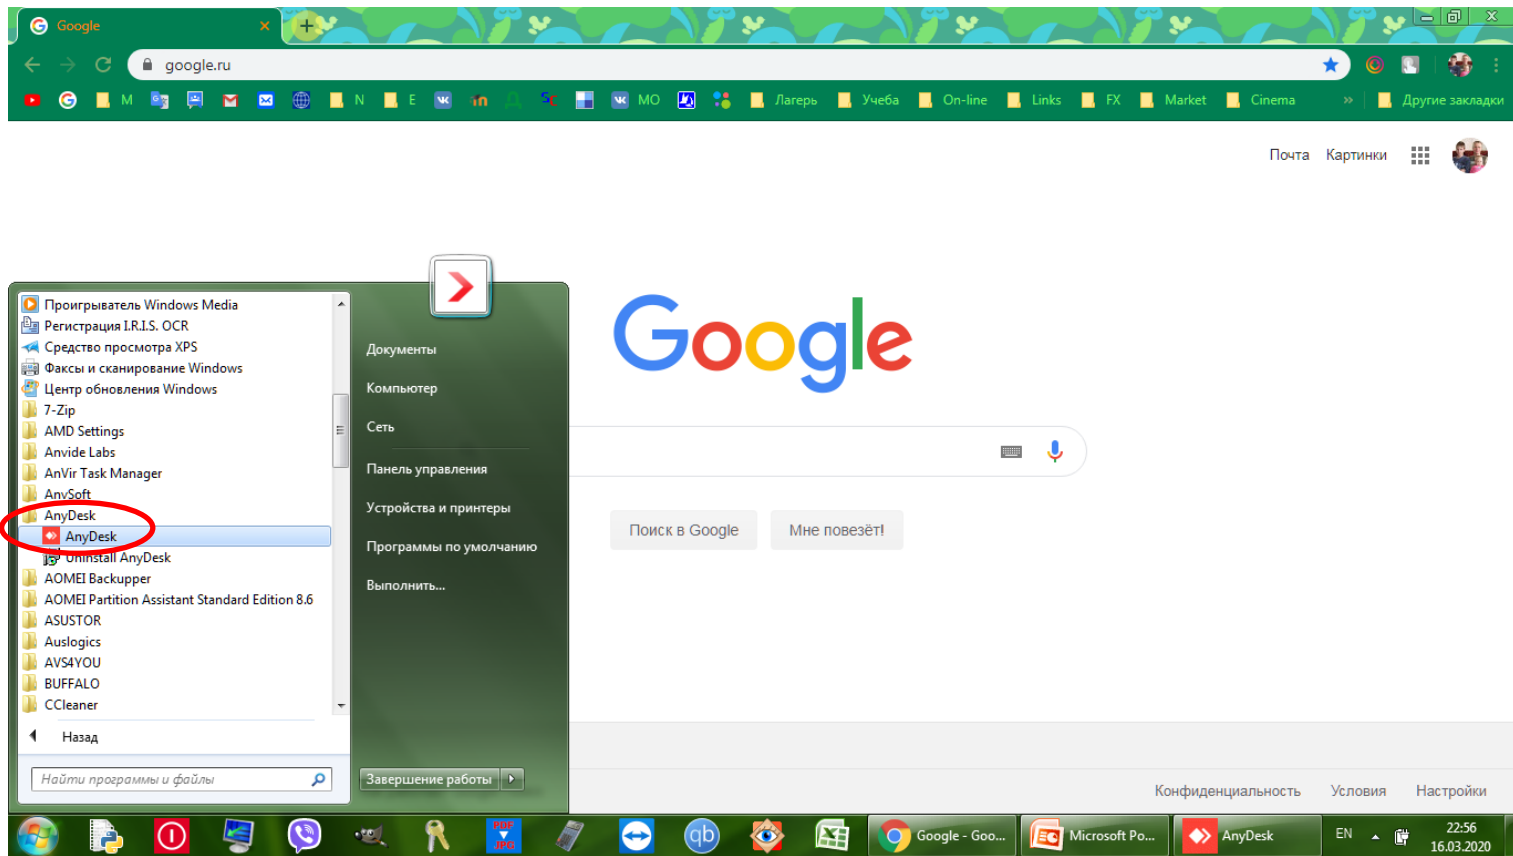 Google
google.ru
M
N
E
МО
Лагерь
Учеба
On-line
Links
FX
Market
Cinema
»
Другие закладки
Почта
Картинки
Google
Проигрыватель Windows Media
Регистрация I.R.I.S. OCR
Средство просмотра XPS
Факсы и сканирование Windows
Центр обновления Windows
7-Zip
AMD Settings
Anvide Labs
AnVir Task Manager
AnvSoft
AnyDesk
AnyDesk
Uninstall AnyDesk
AOMEI Backupper
AOMEI Partition Assistant Standard Edition 8.6
ASUSTOR
Auslogics
AVS4YOU
BUFFALO
CCleaner
Назад
Найти программы и файлы
Документы
Компьютер
Сеть
Панель управления
Устройства и принтеры
Программы по умолчанию
Выполнить...
Завершение работы
Поиск в Google
Мне повезёт!
Конфиденциальность
Условия
Настройки
PDF
JPG
qb
Google - Goo...
Microsoft Po...
AnyDesk
EN
22:56
16.03.2020